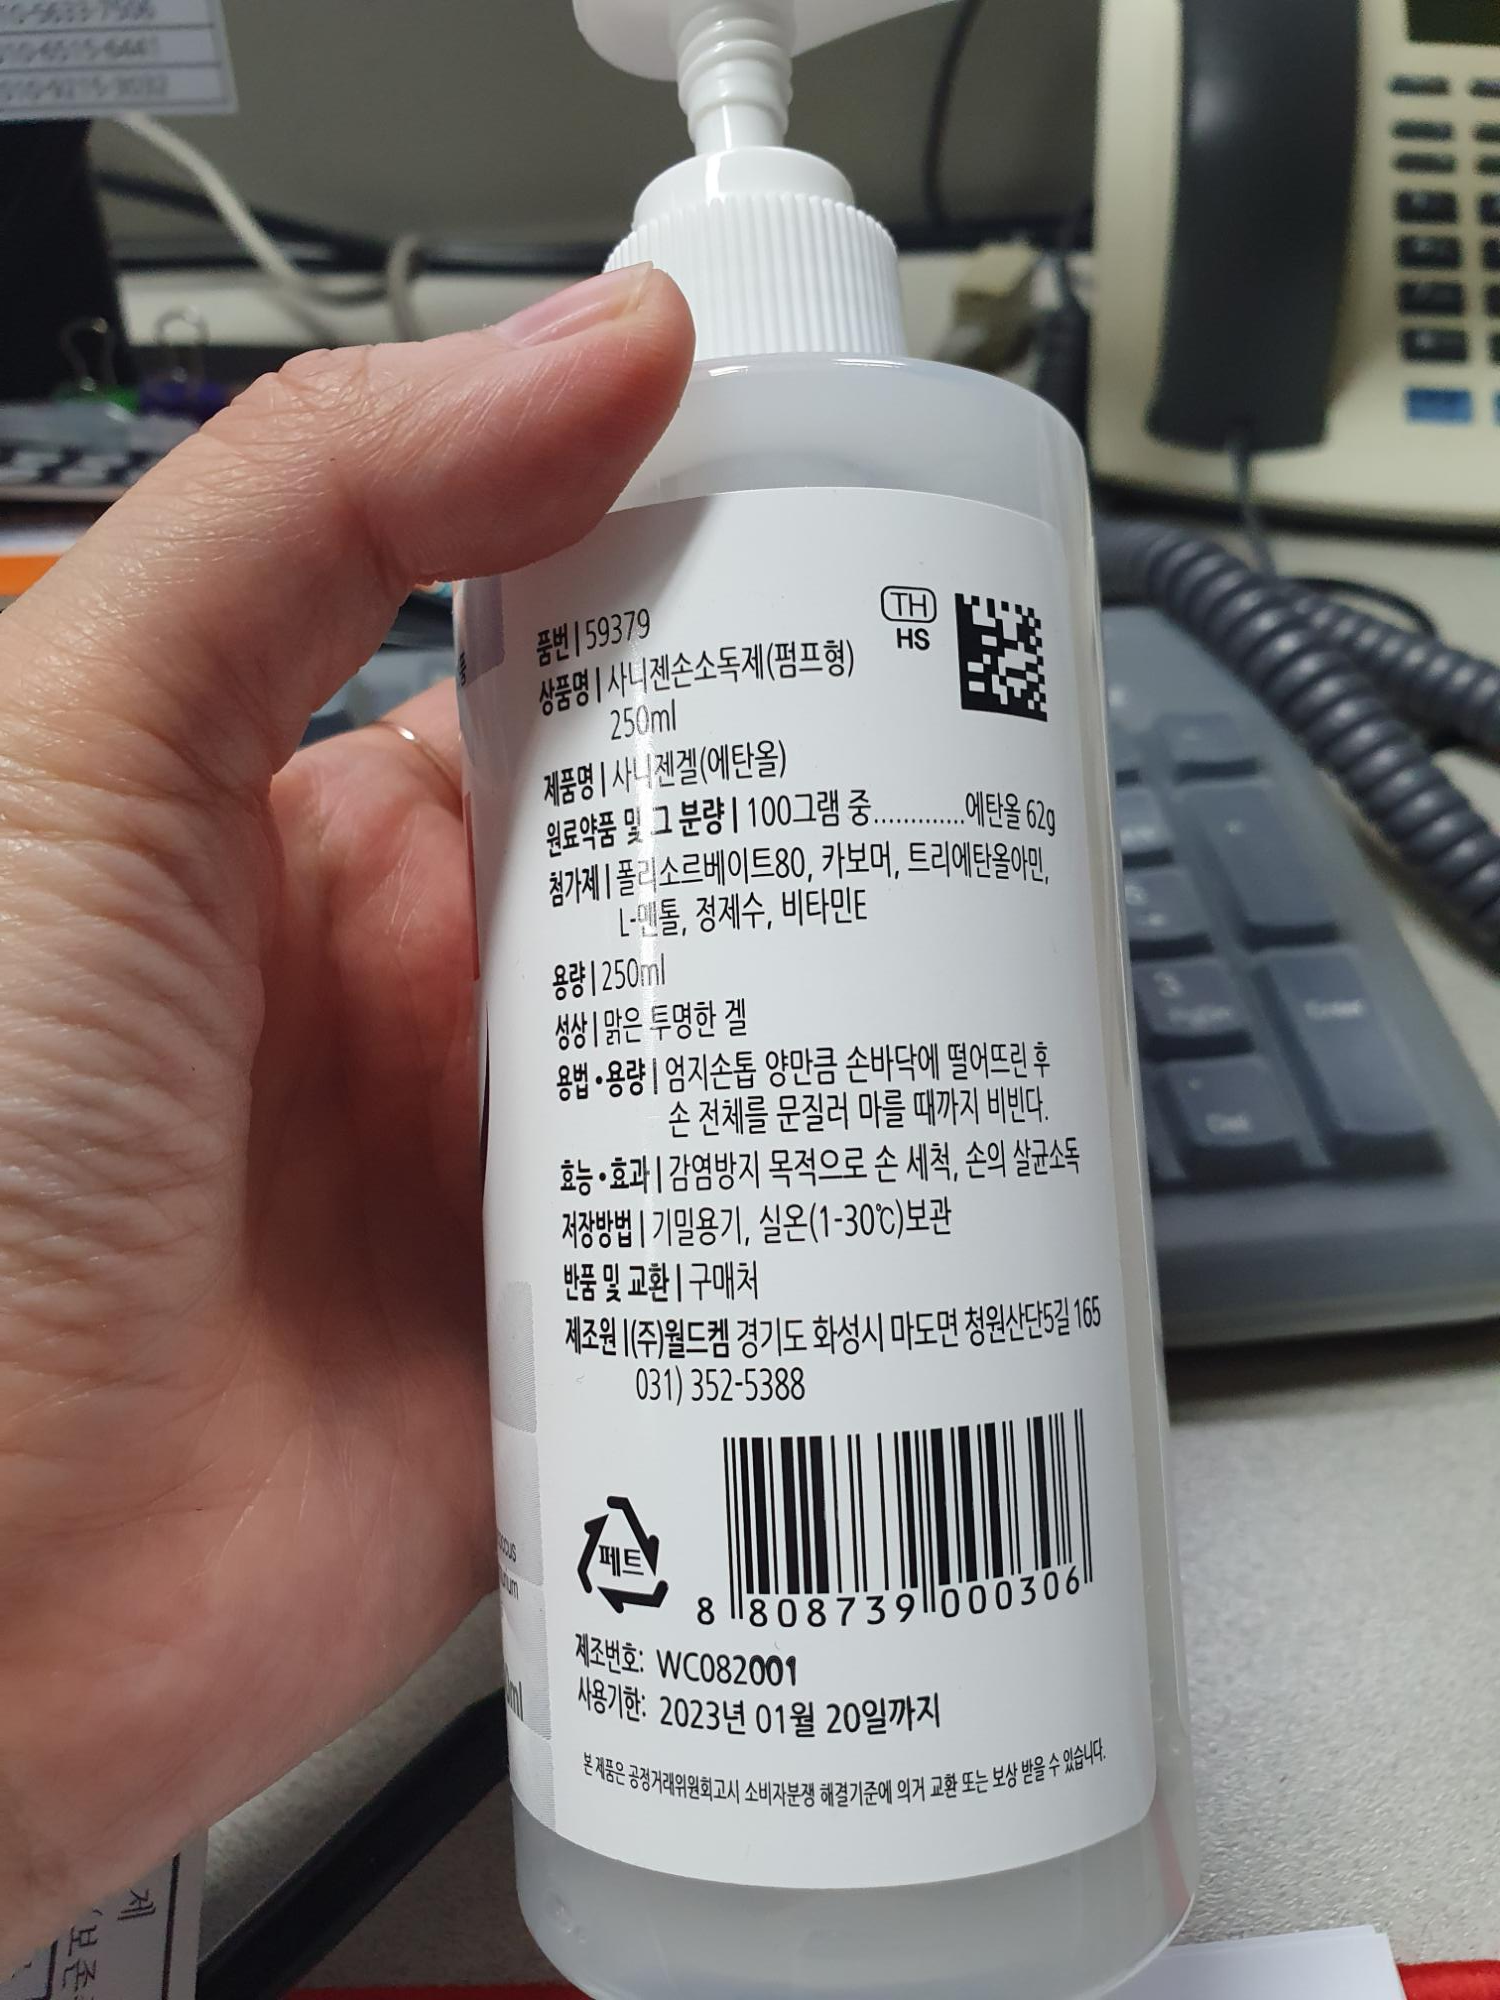 품번 | 59379
TH
HS
상품명 | 사니젠손소독제(펌프형)
250ml
제품명 | 사니젠겔(에탄올)
원료약품 및 그 분량 | 100그램 중.............에탄올 62g
첨가제 | 폴리소르베이트80, 카보머, 트리에탄올아민,
L-멘톨, 정제수, 비타민E
용량 | 250ml
성상 | 맑은 투명한 겔
용법•용량 | 엄지손톱 양만큼 손바닥에 떨어뜨린 후
손 전체를 문질러 마를 때까지 비빈다.
효능•효과 | 감염방지 목적으로 손 세척, 손의 살균소독
저장방법 | 기밀용기, 실온(1-30℃)보관
반품 및 교환 | 구매처
제조원 | (주)월드켐 경기도 화성시 마도면 청원산단5길 165
031) 352-5388
페트
8 808739 000306
제조번호: WC082001
사용기한: 2023년 01월 20일까지
본 제품은 공정거래위원회고시 소비자분쟁 해결기준에 의거 교환 또는 보상 받을 수 있습니다.